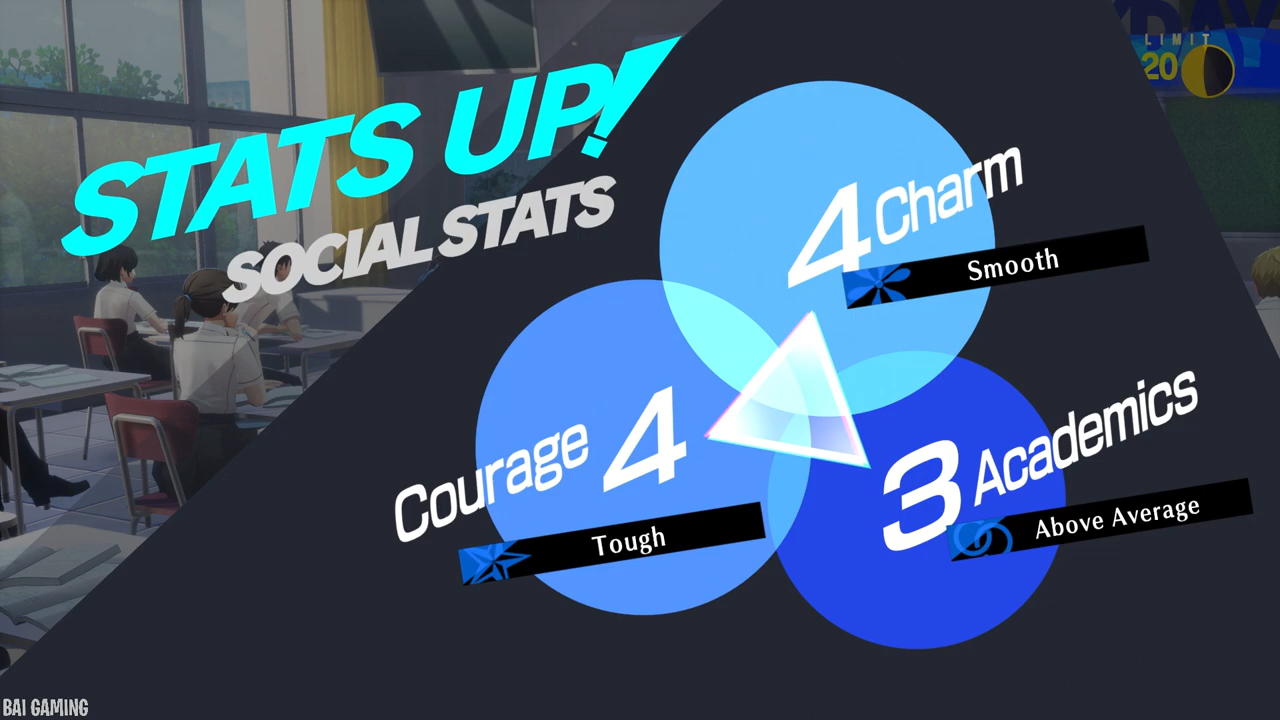 STATS UP!
SOCIAL STATS
LIMIT
20
4 Charm
Smooth
Courage 4
Tough
3 Academics
Above Average
BAI GAMING